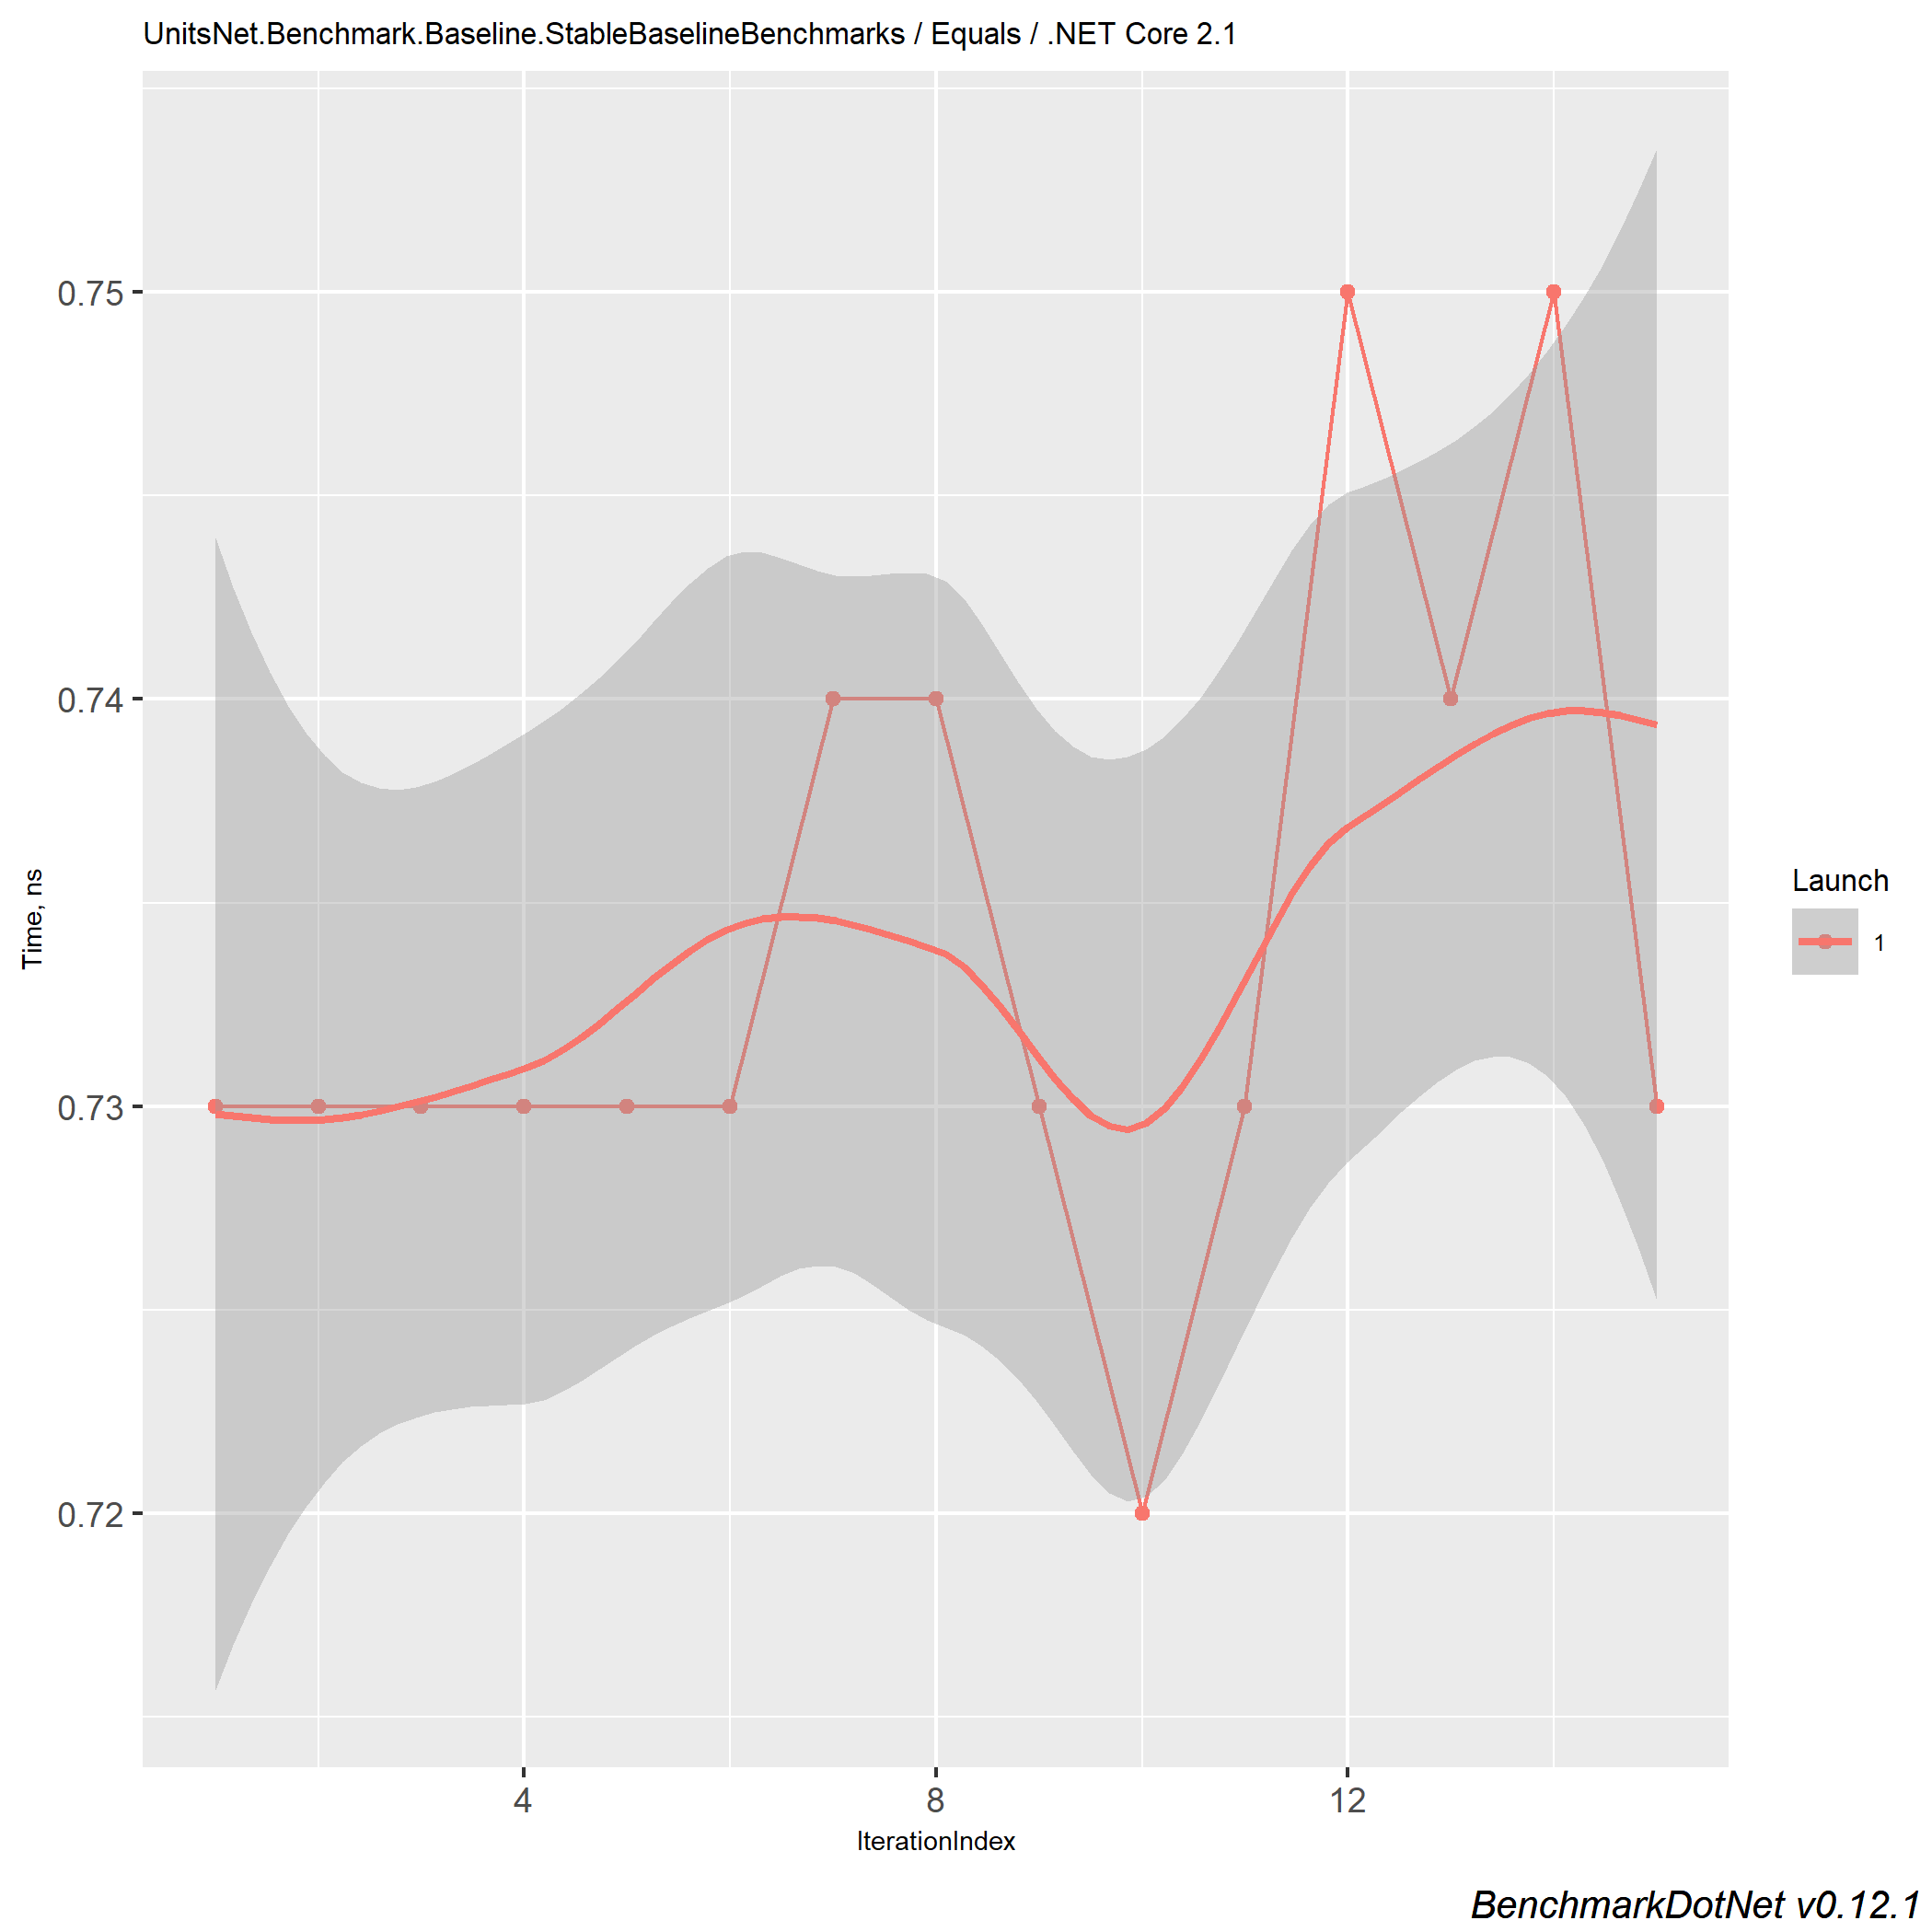 UnitsNet.Benchmark.Baseline.StableBaselineBenchmarks / Equals / .NET Core 2.1
0.75
0.74
0.73
0.72
Time, ns
4
8
12
IterationIndex
Launch
1
BenchmarkDotNet v0.12.1